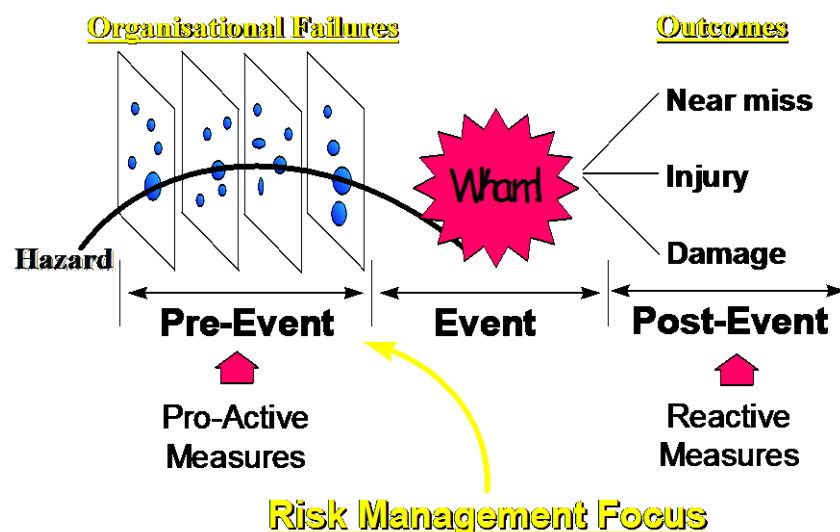 Organisational Failures
Outcomes
Near miss
Wham!
Injury
Hazard
Damage
Pre-Event
Event
Post-Event
Pro-Active
Measures
Reactive
Measures
Risk Management Focus